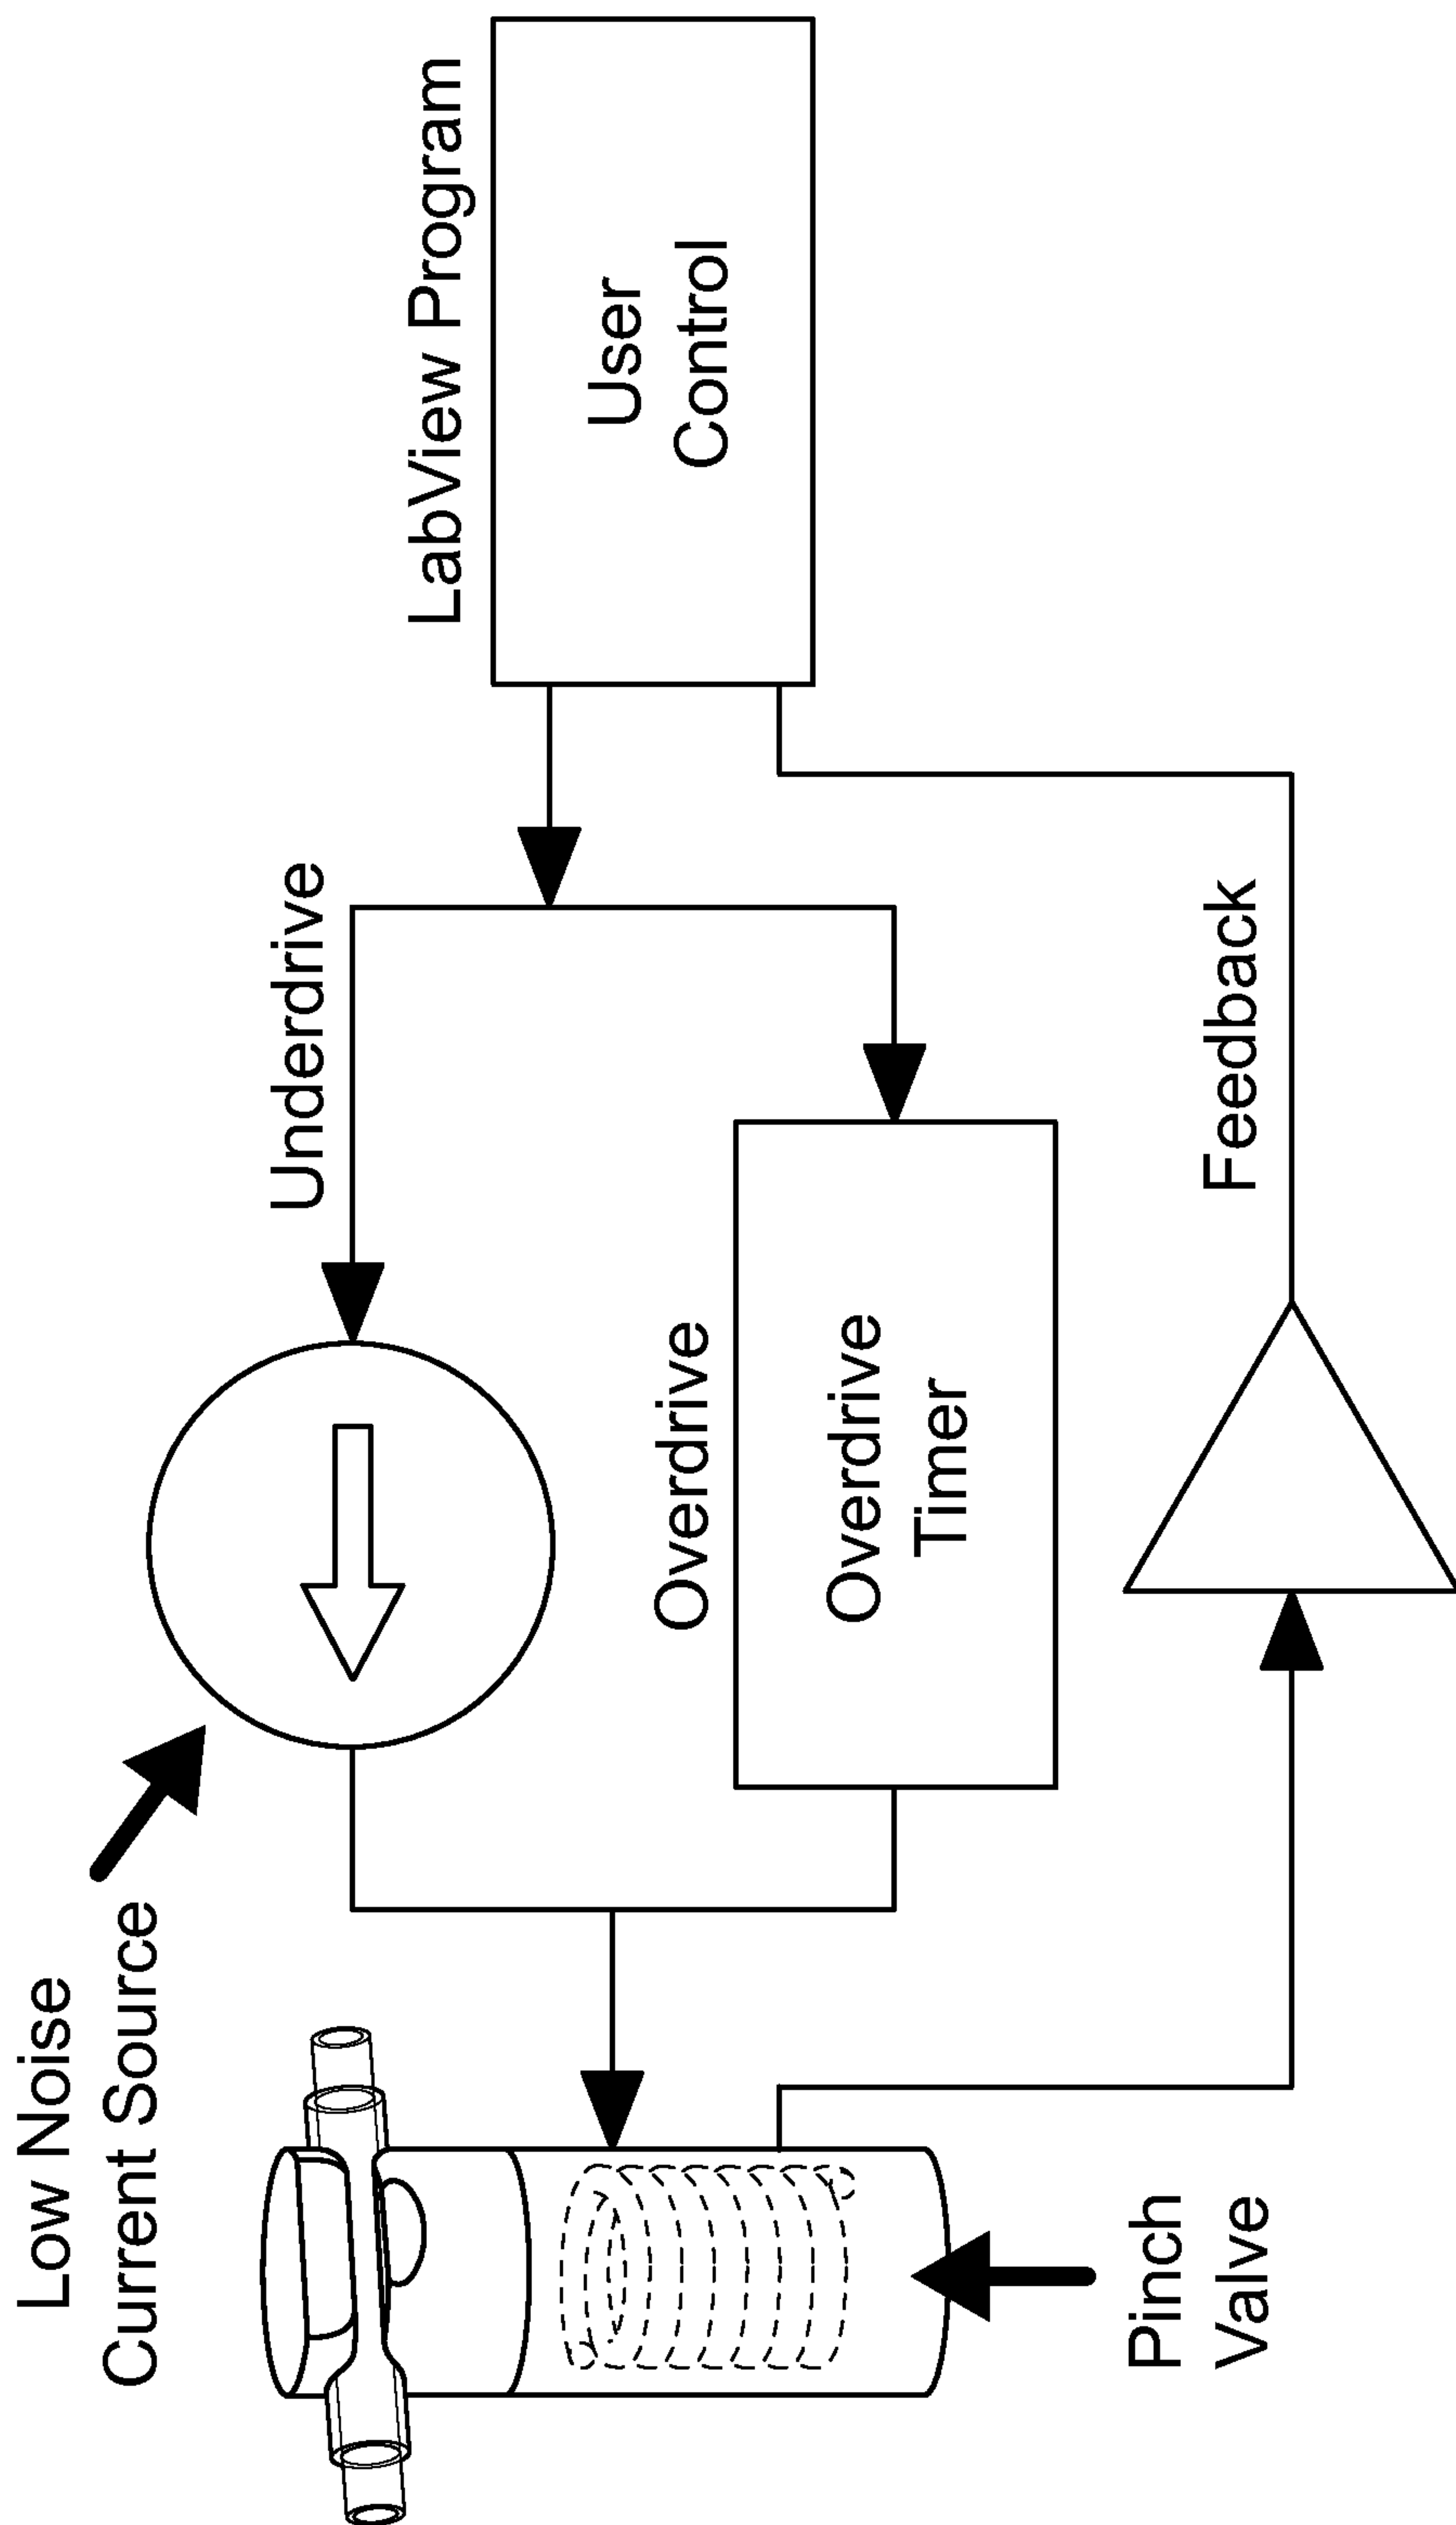 Low Noise
Current Source
Underdrive
LabView Program
User
Control
Overdrive
Overdrive
Timer
Pinch
Valve
Feedback